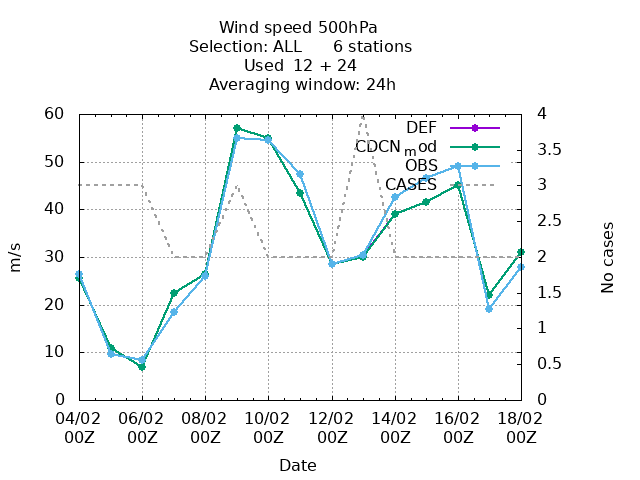 Wind speed 500hPa
Selection: ALL 6 stations
Used 12 + 24
Averaging window: 24h
60
50
40
30
20
10
0
4
3.5
3
2.5
2
1.5
1
0.5
0
DEF
CDCNmod
OBS
CASES
m/s
No cases
04/02 06/02 08/02 10/02 12/02 14/02 16/02 18/02
00Z 00Z 00Z 00Z 00Z 00Z 00Z 00Z
Date